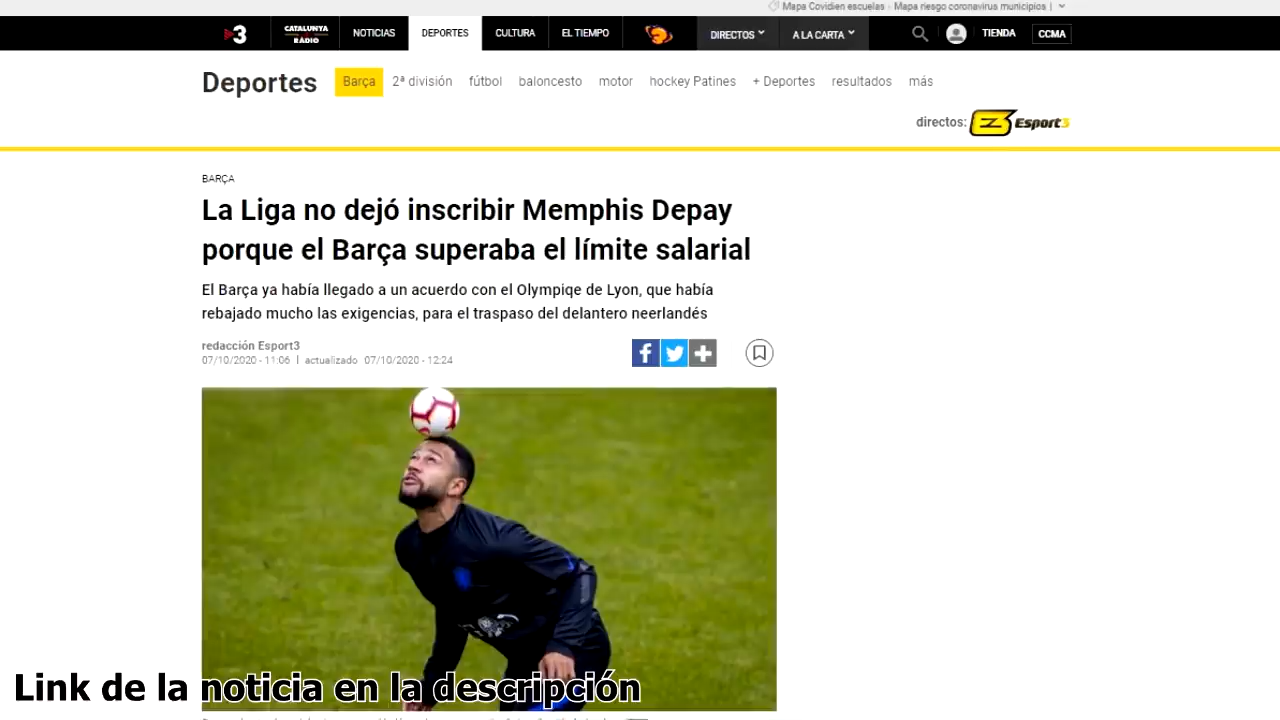 Mapa Covidien escuelas
Mapa riesgo coronavirus municipios
3
CATALUNYA
RÀDIO
NOTICIAS
DEPORTES
CULTURA
EL TIEMPO
DIRECTOS
A LA CARTA
TIENDA
CCMA
Deportes
Barça
2ª división
fútbol
baloncesto
motor
hockey Patines
+ Deportes
resultados
más
directos:
Esport3
BARÇA
La Liga no dejó inscribir Memphis Depay
porque el Barça superaba el límite salarial
El Barça ya había llegado a un acuerdo con el Olympiqe de Lyon, que había
rebajado mucho las exigencias, para el traspaso del delantero neerlandés
redacción Esport3
07/10/2020 - 11:06 | actualizado 07/10/2020 - 12:24
Link de la noticia en la descripción